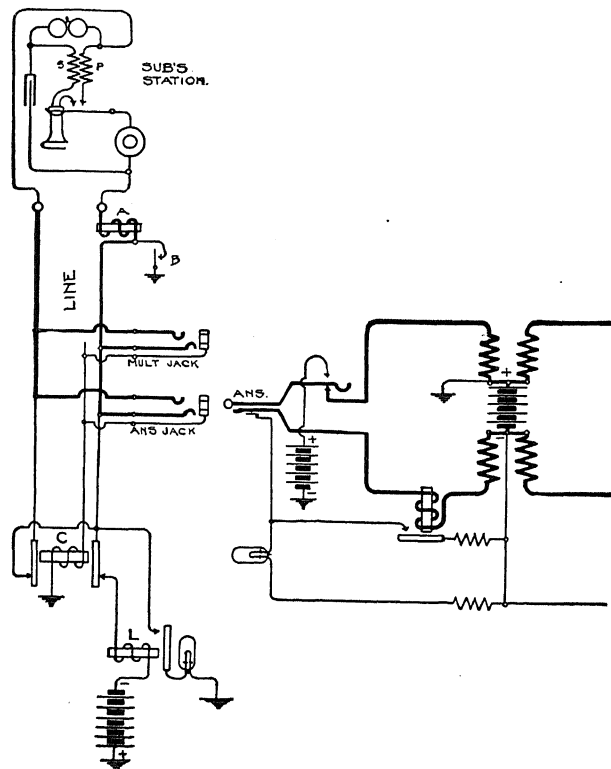 S
P
SUB'S
STATION.
A
B
LINE
MULT JACK
ANS.
ANS JACK
+
-
+
-
C
L
-
+